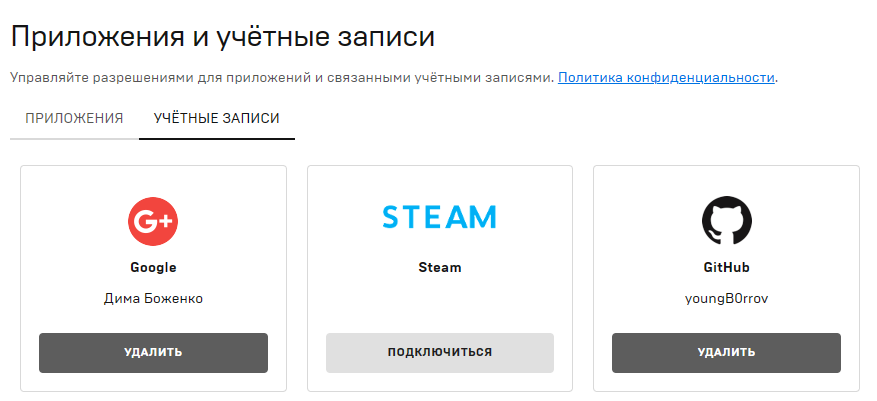 Приложения и учётные записи
Управляйте разрешениями для приложений и связанными учётными записями. Политика конфиденциальности.
ПРИЛОЖЕНИЯ УЧЁТНЫЕ ЗАПИСИ
G+ STEAM
Google Steam GitHub
Дима Боженко youngB0rrov
УДАЛИТЬ ПОДКЛЮЧИТЬСЯ УДАЛИТЬ